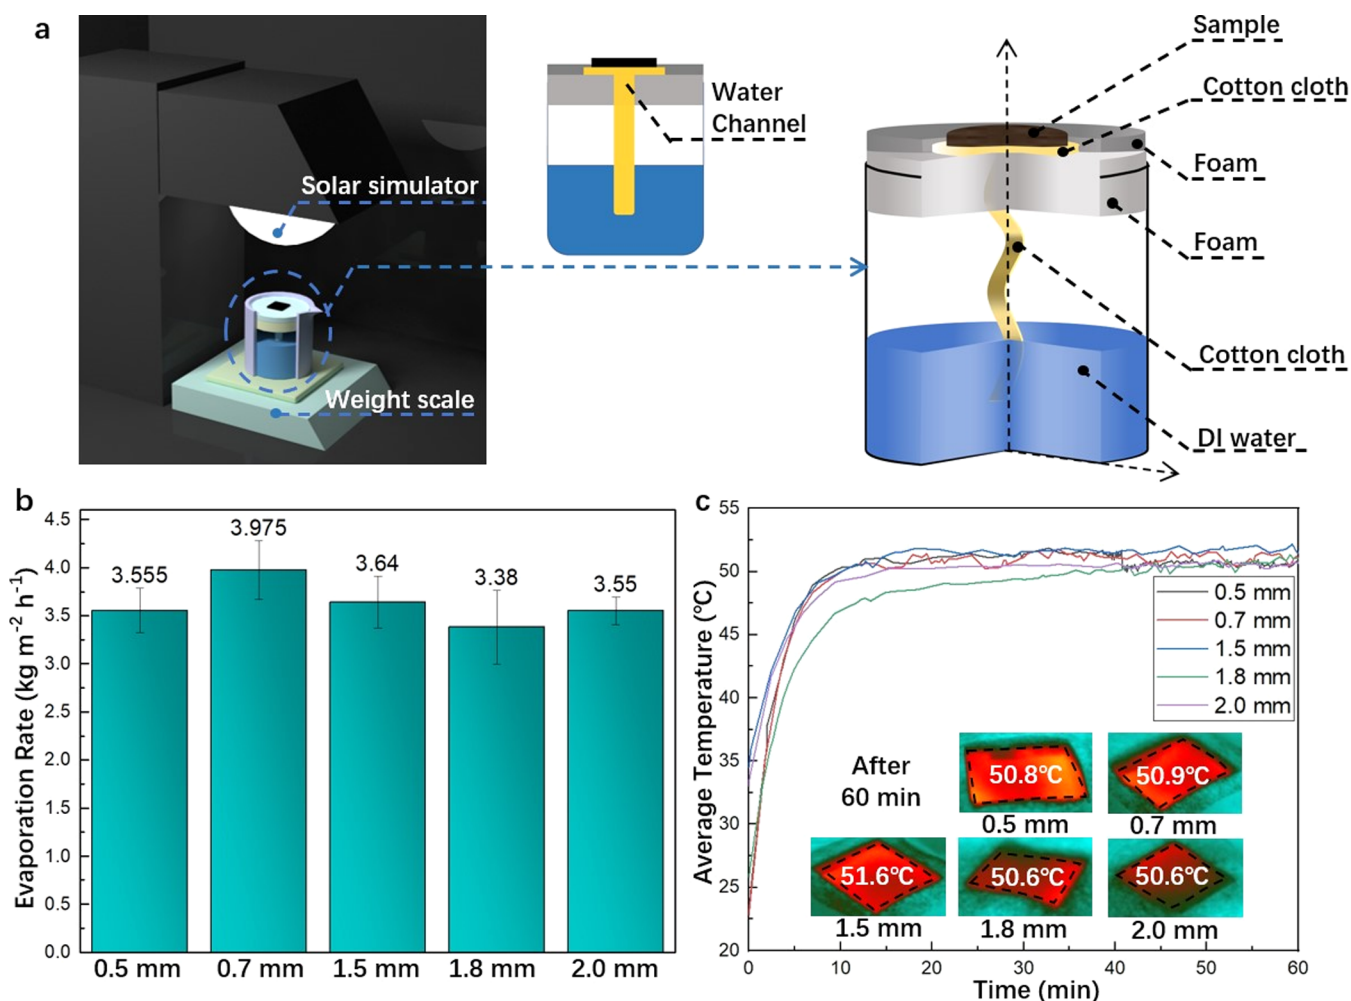 a
Solar simulator
Weight scale
Water
Channel
Sample
Cotton cloth
Foam
Foam
Cotton cloth
DI water
b
Evaporation Rate (kg m⁻² h⁻¹)
4.5
4.0
3.5
3.0
2.5
2.0
1.5
1.0
0.5
0.0
3.555
3.975
3.64
3.38
3.55
0.5 mm
0.7 mm
1.5 mm
1.8 mm
2.0 mm
c
Average Temperature (℃)
55
50
45
40
35
30
25
20
0.5 mm
0.7 mm
1.5 mm
1.8 mm
2.0 mm
After
60 min
50.8℃
0.5 mm
50.9℃
0.7 mm
51.6℃
1.5 mm
50.6℃
1.8 mm
50.6℃
2.0 mm
0
10
20
30
40
50
60
Time (min)